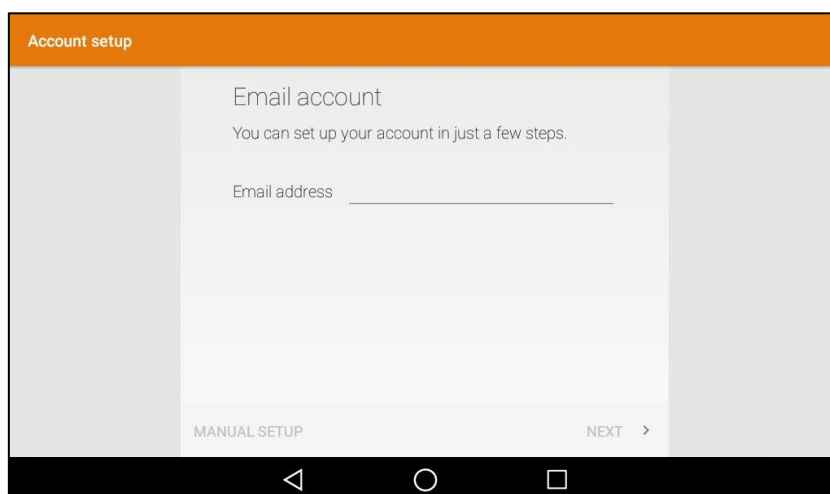 Account setup
Email account
You can set up your account in just a few steps.
Email address
MANUAL SETUP
NEXT